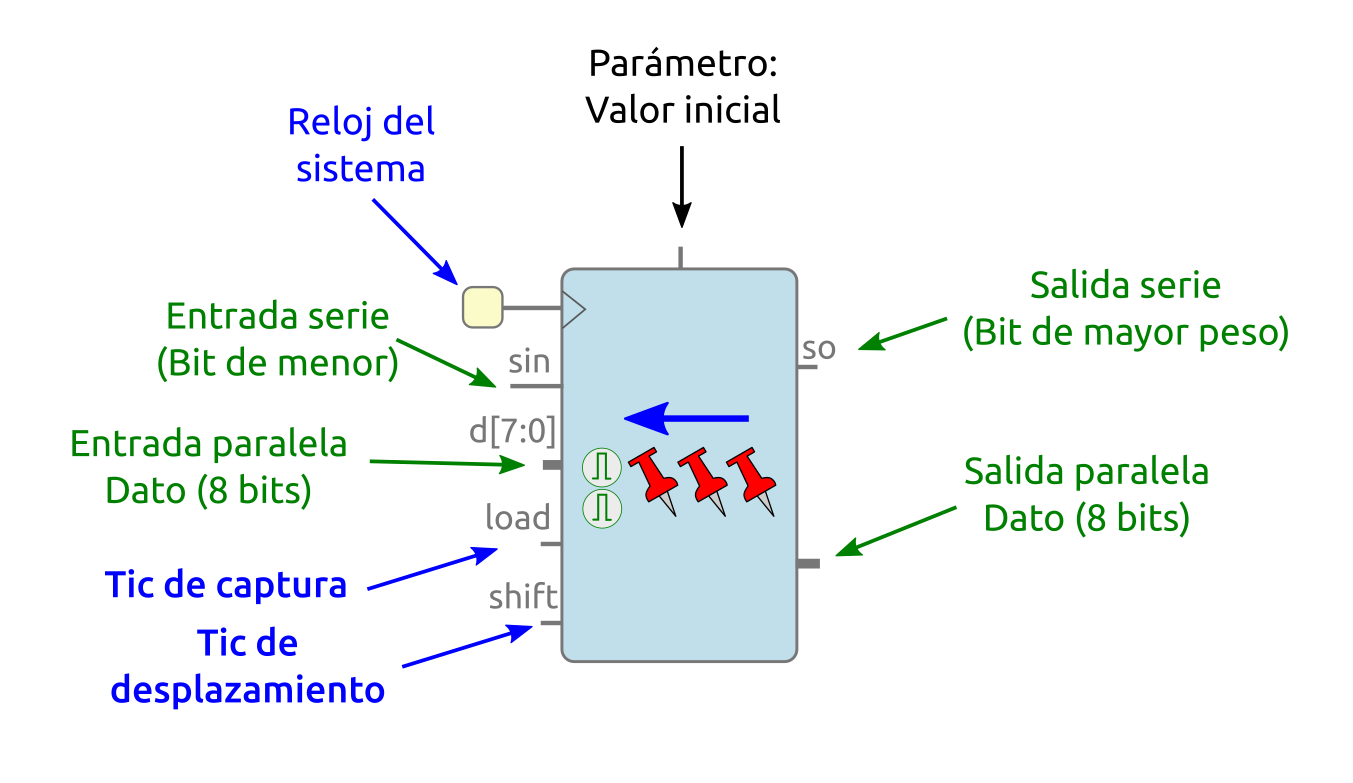 Parámetro:
Valor inicial
Reloj del
sistema
Entrada serie
(Bit de menor)
sin
d[7:0]
Entrada paralela
Dato (8 bits)
load
Tic de captura
shift
Tic de
desplazamiento
so
Salida serie
(Bit de mayor peso)
Salida paralela
Dato (8 bits)